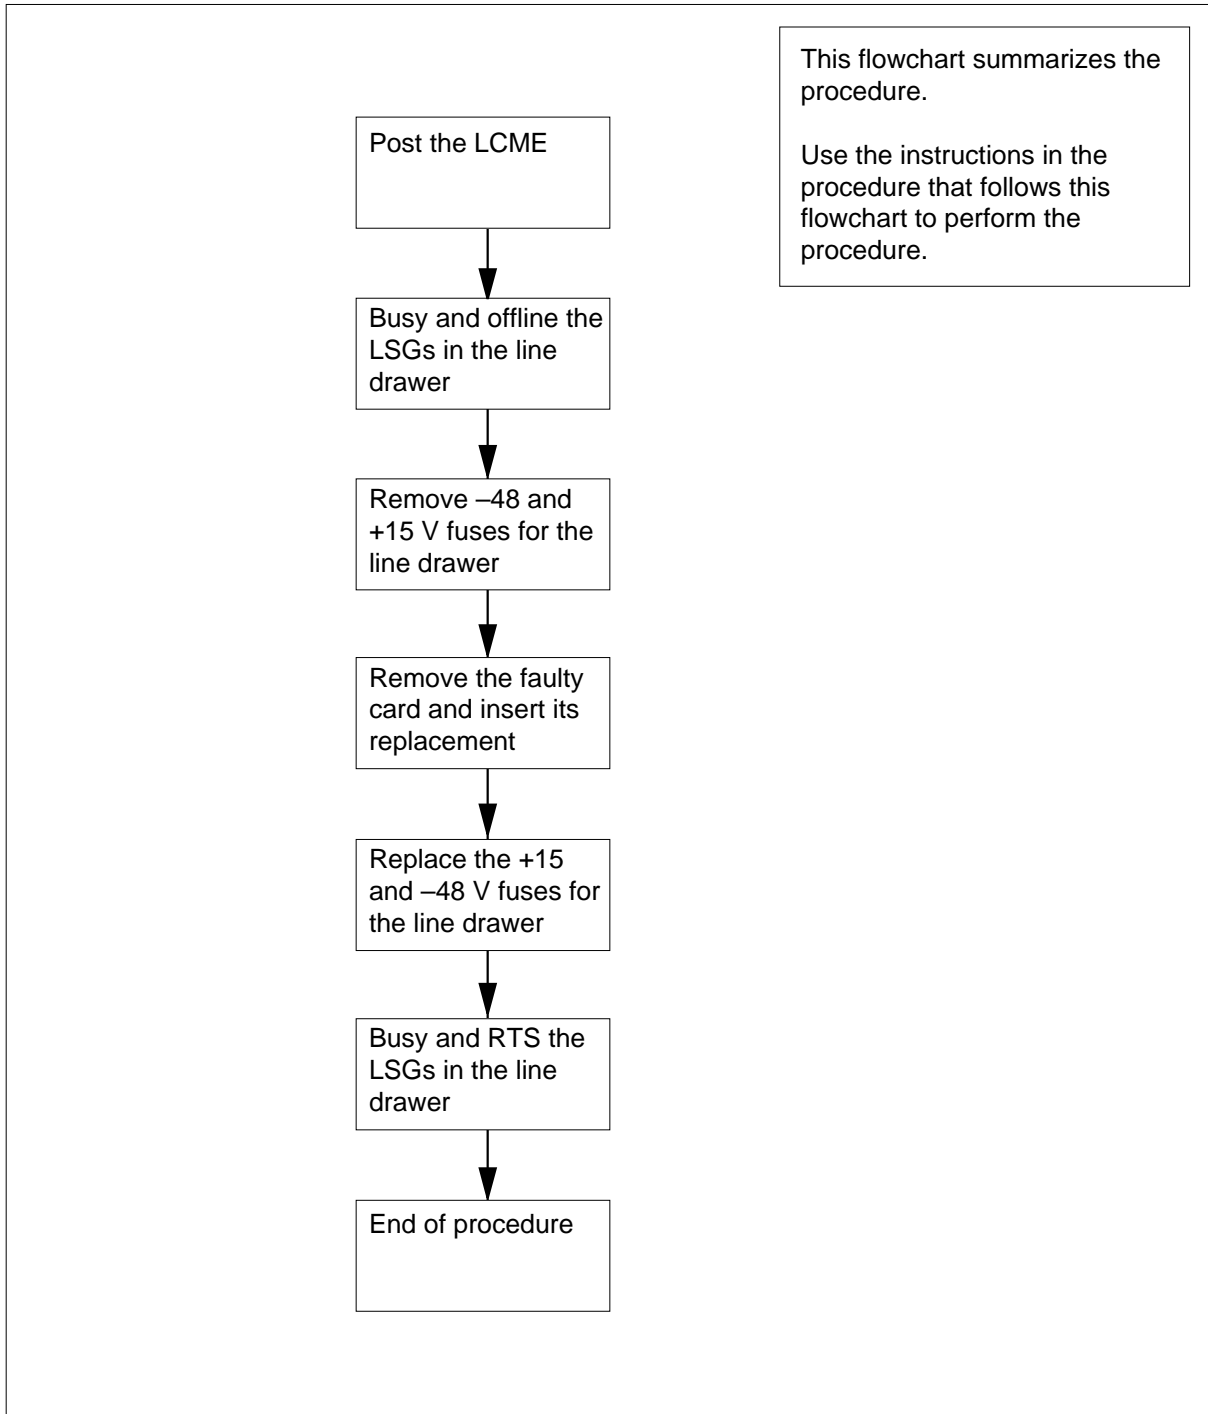 This flowchart summarizes the
procedure.
Use the instructions in the
procedure that follows this
flowchart to perform the
procedure.
Post the LCME
Busy and offline the
LSGs in the line
drawer
Remove –48 and
+15 V fuses for the
line drawer
Remove the faulty
card and insert its
replacement
Replace the +15
and –48 V fuses for
the line drawer
Busy and RTS the
LSGs in the line
drawer
End of procedure